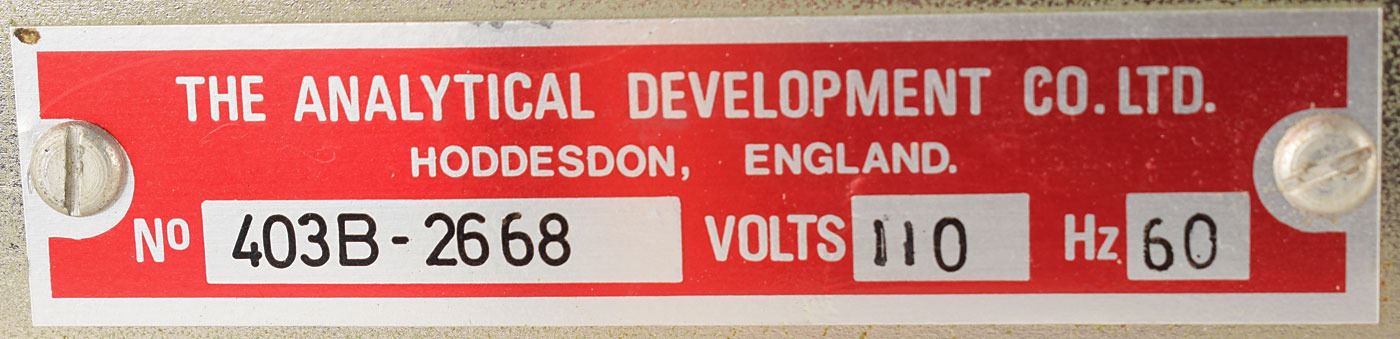 THE ANALYTICAL DEVELOPMENT CO. LTD.
HODDESDON, ENGLAND.
No 403B-2668 VOLTS 110 Hz 60